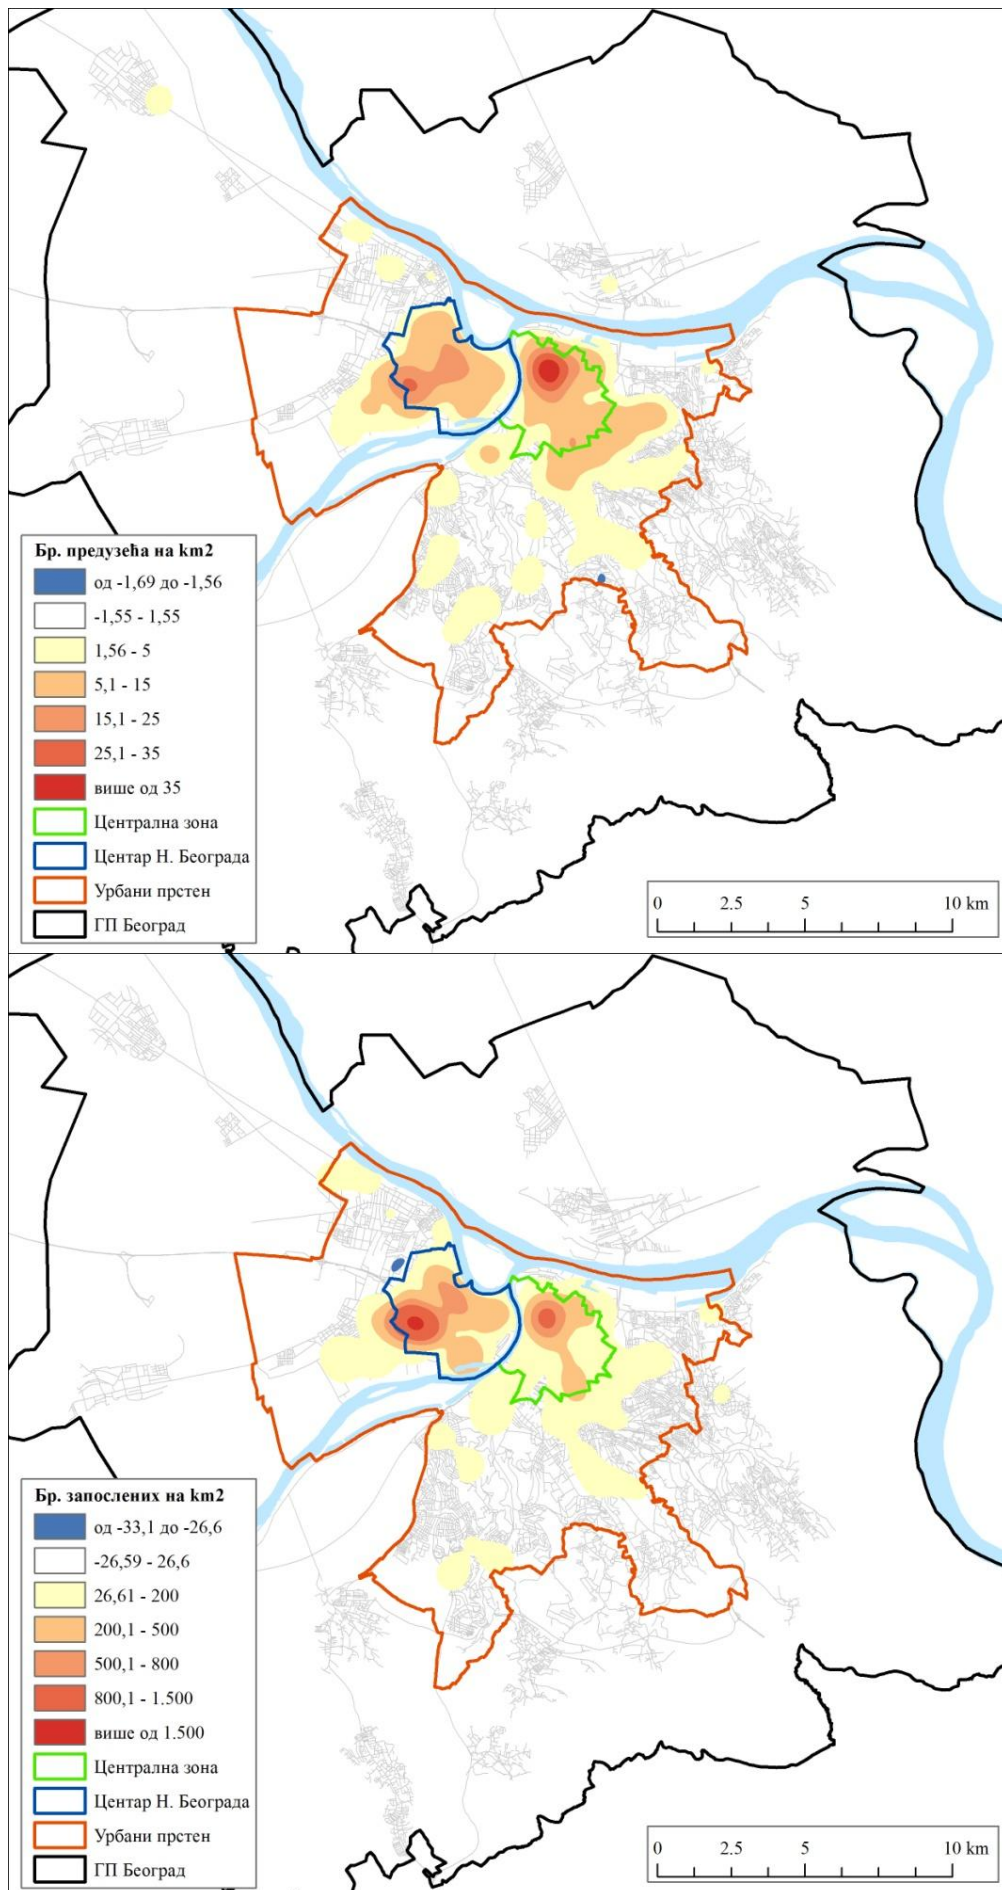 Бр. предузећа на km2
од -1,69 до -1,56
-1,55 - 1,55
1,56 - 5
5,1 - 15
15,1 - 25
25,1 - 35
више од 35
Централна зона
Центар Н. Београда
Урбани прстен
ГП Београд
0 2.5 5 10 km
Бр. запослених на km2
од -33,1 до -26,6
-26,59 - 26,6
26,61 - 200
200,1 - 500
500,1 - 800
800,1 - 1.500
више од 1.500
Централна зона
Центар Н. Београда
Урбани прстен
ГП Београд
0 2.5 5 10 km